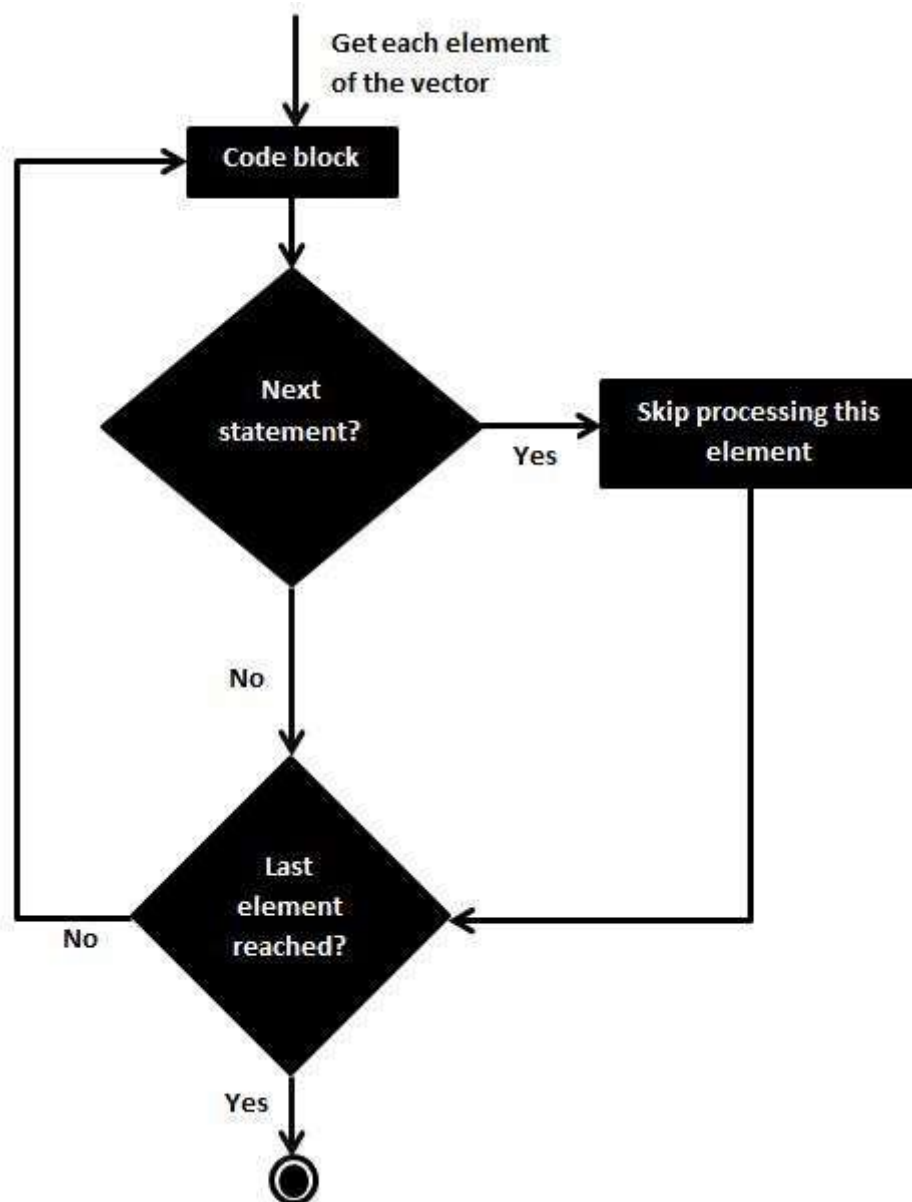 Get each element
of the vector
Code block
Next
statement?
Yes
Skip processing this
element
No
Last
element
reached?
No
Yes